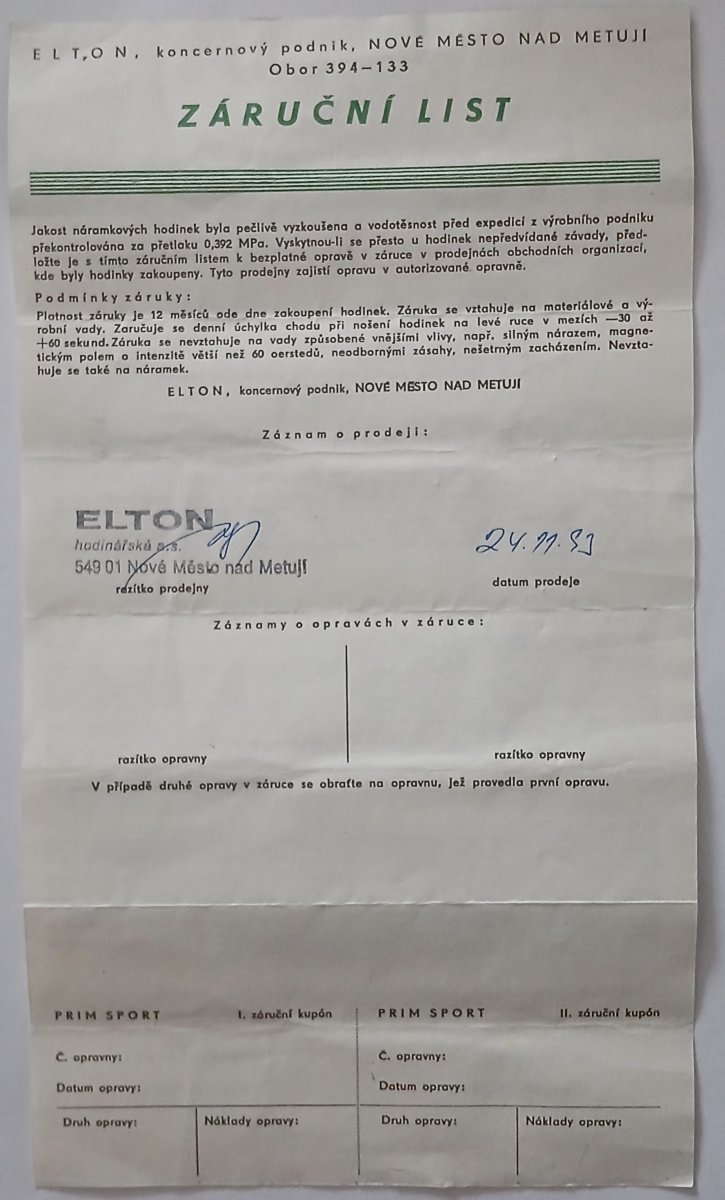 ELTON, koncernový podnik, NOVÉ MĚSTO NAD METUJÍ
Obor 394—133
ZÁRUČNÍ LIST
Jakost náramkových hodinek byla pečlivě vyzkoušena a vodotěsnost před expedicí z výrobního podniku
překontrolována za přetlaku 0,392 MPa. Vyskytnou-li se přesto u hodinek nepředvídané závady, před-
ložte je s tímto záručním listem k bezplatné opravě v záruce v prodejnách obchodních organizací,
kde byly hodinky zakoupeny. Tyto prodejny zajistí opravu v autorizované opravně.
Podmínky záruky:
Platnost záruky je 12 měsíců ode dne zakoupení hodinek. Záruka se vztahuje na materiálové a vý-
robní vady. Zaručuje se denní úchylka chodu při nošení hodinek na levé ruce v mezích —30 až
+60 sekund. Záruka se nevztahuje na vady způsobené vnějšími vlivy, např. silným nárazem, magne-
tickým polem o intenzitě větší než 60 oerstedů, neodbornými zásahy, nešetrným zacházením. Nevzta-
huje se také na náramek.
ELTON, koncernový podnik, NOVÉ MĚSTO NAD METUJÍ
Záznam o prodeji:
ELTON
hodinářská a.s.
549 01 Nové Město nad Metují
razítko prodejny
24.11.93
datum prodeje
Záznamy o opravách v záruce:
razítko opravny
razítko opravny
V případě druhé opravy v záruce se obraťte na opravnu, jež provedla první opravu.
PRIM SPORT I. záruční kupón
Č. opravny:
Datum opravy:
Druh opravy: Náklady opravy:
PRIM SPORT II. záruční kupón
Č. opravny:
Datum opravy:
Druh opravy: Náklady opravy: